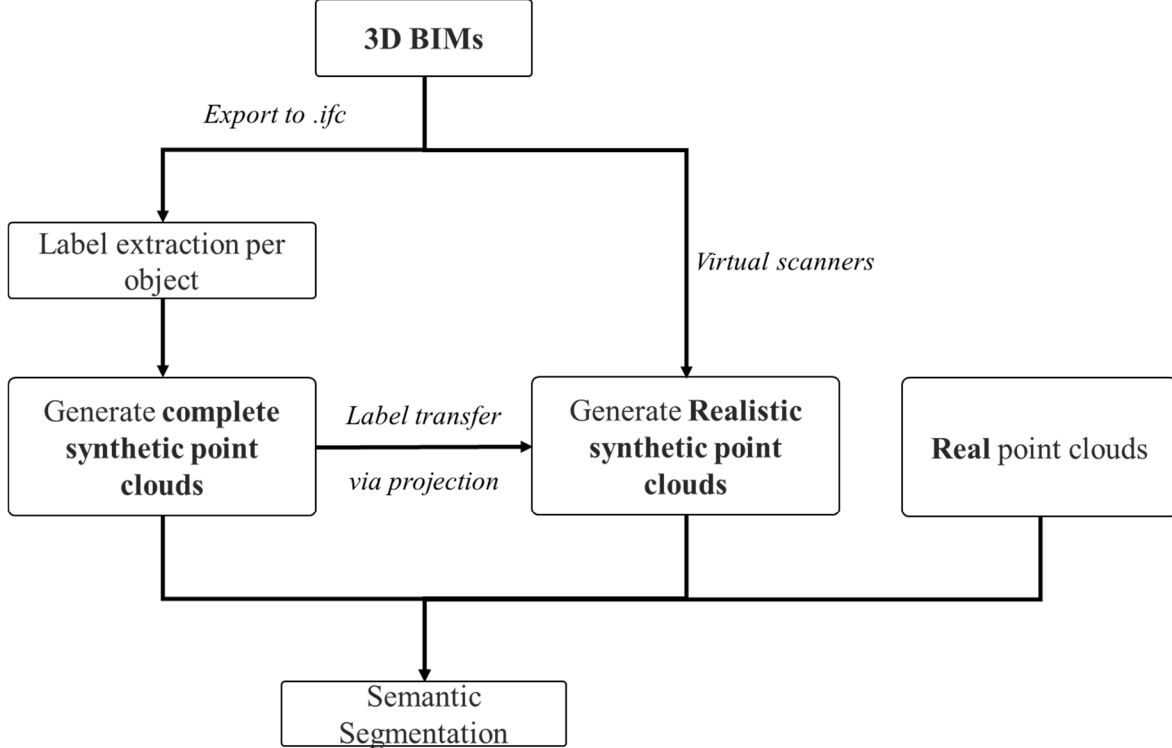 3D BIMs
Export to .ifc
Label extraction per
object
Virtual scanners
Generate complete
synthetic point
clouds
Label transfer
via projection
Generate Realistic
synthetic point
clouds
Real point clouds
Semantic
Segmentation